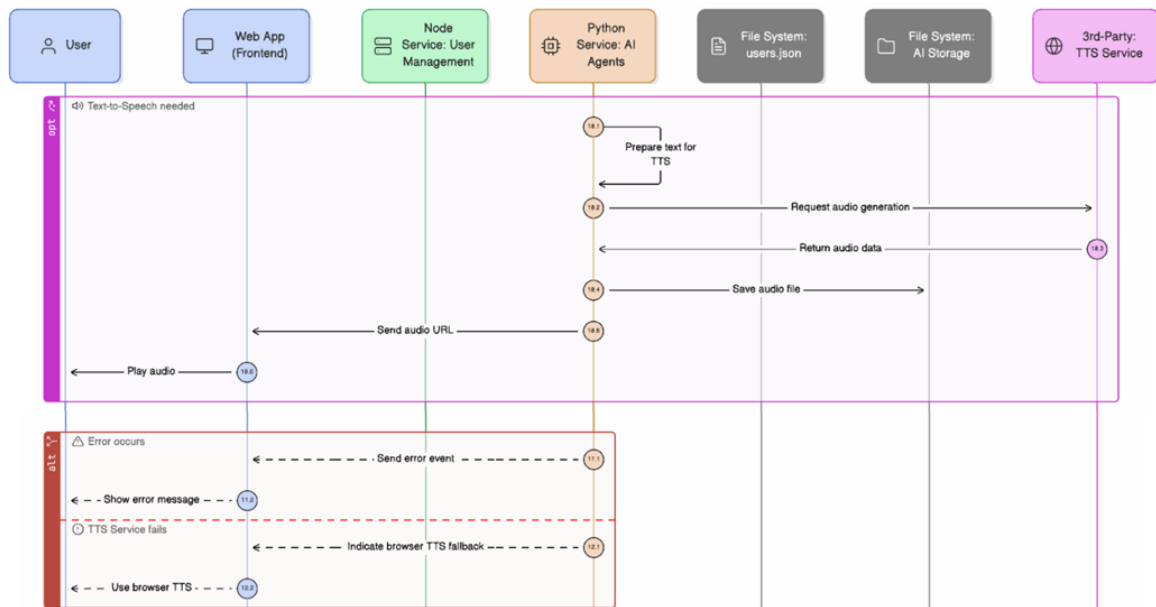 User
Web App
(Frontend)
Node
Service: User
Management
Python
Service: AI
Agents
File System:
users.json
File System:
AI Storage
3rd-Party:
TTS Service
opt
Text-to-Speech needed
Prepare text for
TTS
Request audio generation
Return audio data
Save audio file
Send audio URL
Play audio
alt
Error occurs
11.1
Send error event
11.2
Show error message
TTS Service fails
12.1
Indicate browser TTS fallback
12.2
Use browser TTS